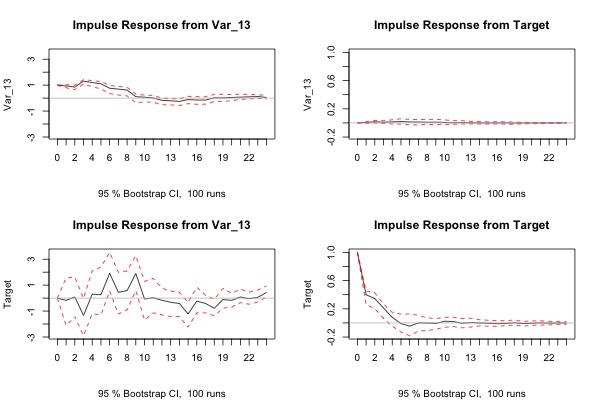 Impulse Response from Var_13
Var_13
3
1
-1
-3
0 2 4 6 8 10 13 16 19 22
95 % Bootstrap CI, 100 runs
Impulse Response from Target
Var_13
1.0
0.6
0.2
-0.2
0 2 4 6 8 10 13 16 19 22
95 % Bootstrap CI, 100 runs
Impulse Response from Var_13
Target
3
1
-1
-3
0 2 4 6 8 10 13 16 19 22
95 % Bootstrap CI, 100 runs
Impulse Response from Target
Target
1.0
0.6
0.2
-0.2
0 2 4 6 8 10 13 16 19 22
95 % Bootstrap CI, 100 runs